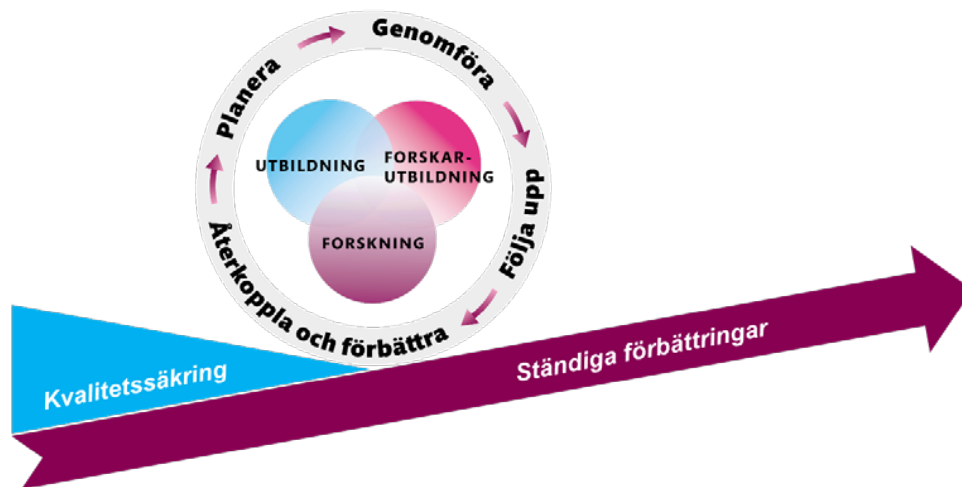 Planera
Genomföra
Följa upp
Återkoppla och förbättra
UTBILDNING
FORSKAR-
UTBILDNING
FORSKNING
Kvalitetssäkring
Ständiga förbättringar